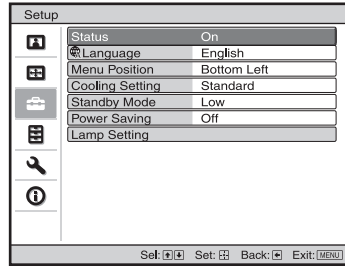 Setup
Status On
Language English
Menu Position Bottom Left
Cooling Setting Standard
Standby Mode Low
Power Saving Off
Lamp Setting
Sel: Set: Back: Exit: MENU